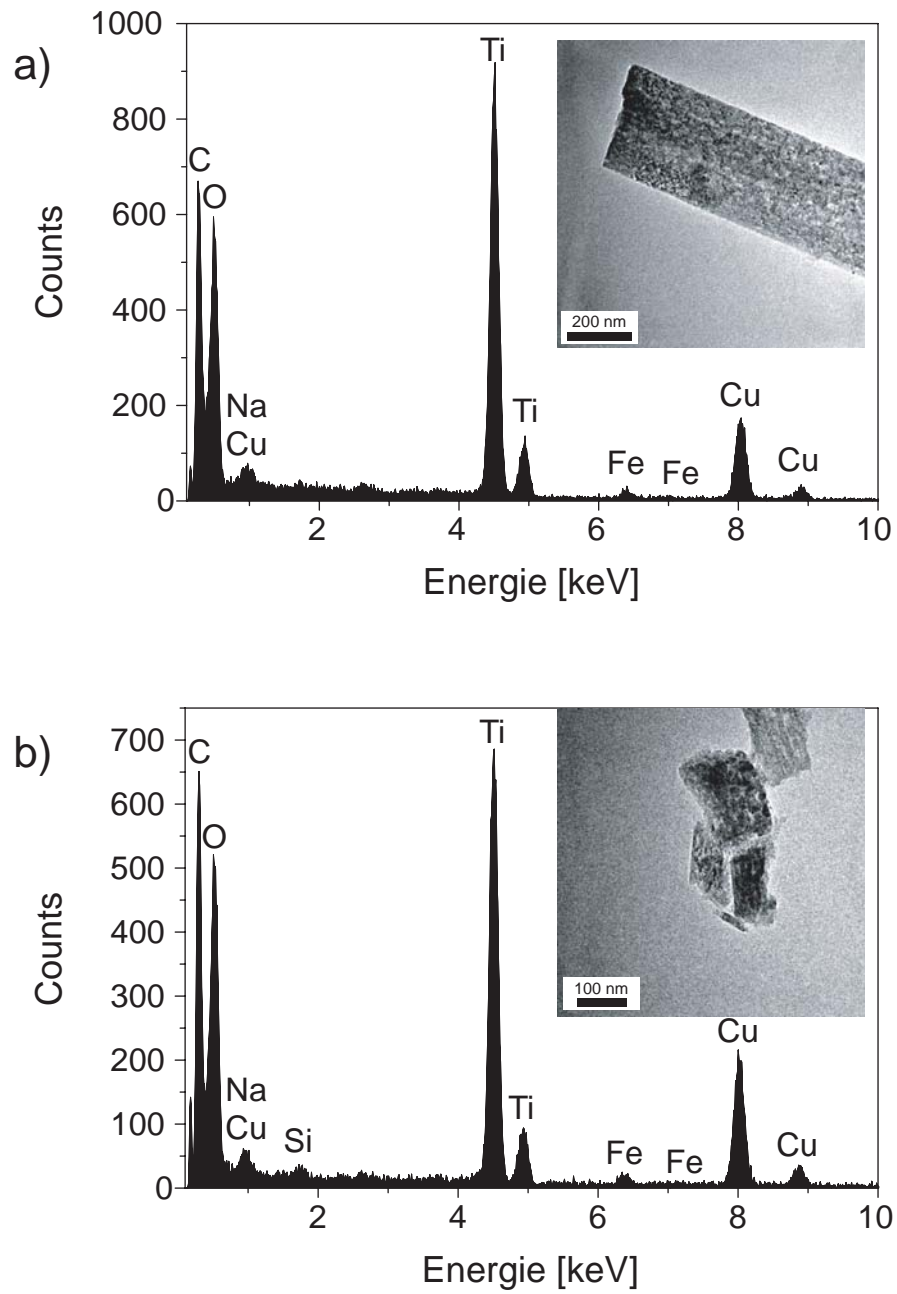 a)
1000
800
600
400
200
0
Counts
C
O
Na
Cu
Ti
Ti
Fe
Fe
Cu
Cu
200 nm
2 4 6 8 10
Energie [keV]
b)
700
600
500
400
300
200
100
0
Counts
C
O
Na
Cu
Si
Ti
Ti
Fe
Fe
Cu
Cu
100 nm
2 4 6 8 10
Energie [keV]